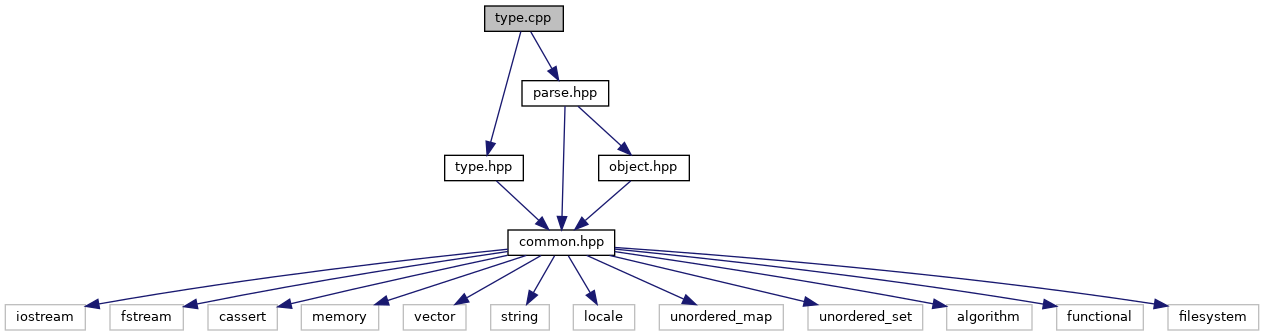 type.cpp
parse.hpp
type.hpp
object.hpp
common.hpp
iostream
fstream
cassert
memory
vector
string
locale
unordered_map
unordered_set
algorithm
functional
filesystem